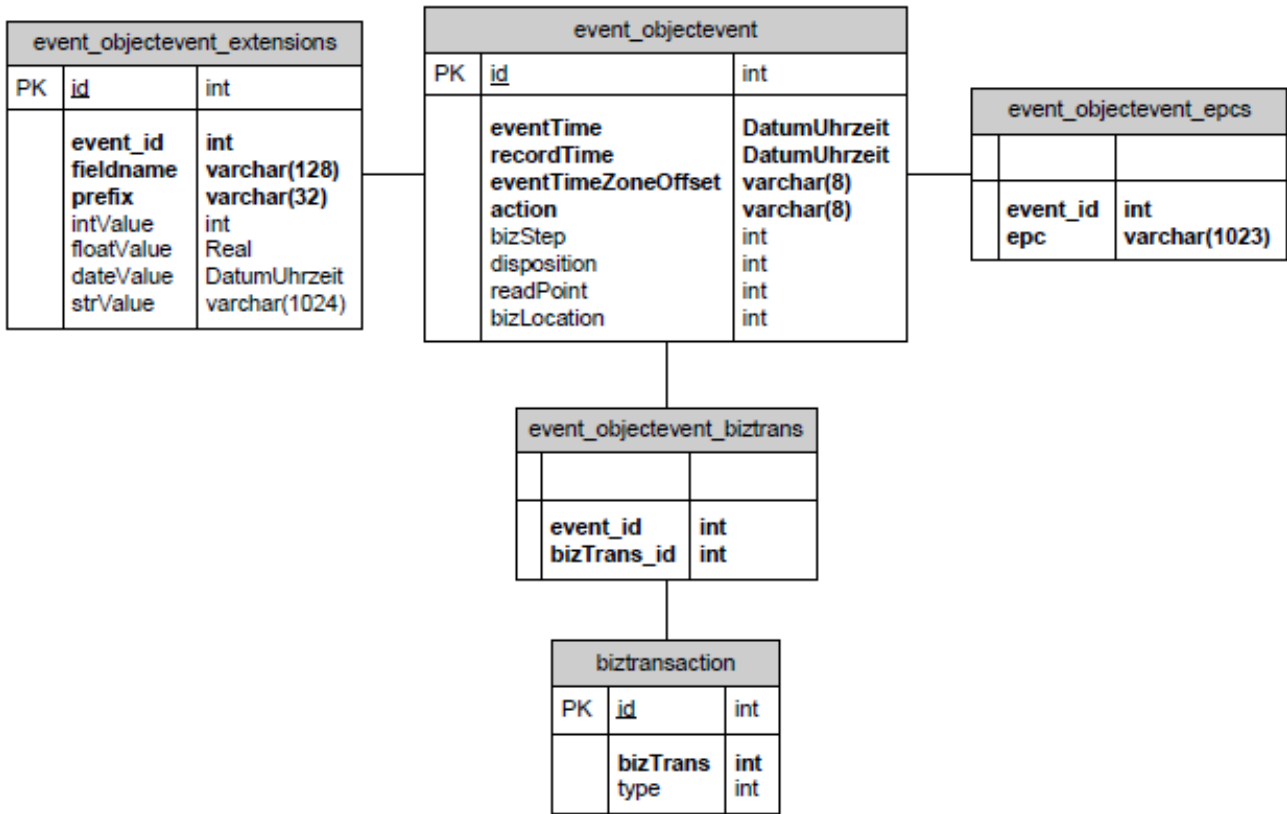 event_objectevent_extensions
PK id int
event_id int
fieldname varchar(128)
prefix varchar(32)
intValue int
floatValue Real
dateValue DatumUhrzeit
strValue varchar(1024)
event_objectevent
PK id int
eventTime DatumUhrzeit
recordTime DatumUhrzeit
eventTimeZoneOffset varchar(8)
action varchar(8)
bizStep int
disposition int
readPoint int
bizLocation int
event_objectevent_epcs
event_id int
epc varchar(1023)
event_objectevent_biztrans
event_id int
bizTrans_id int
biztransaction
PK id int
bizTrans int
type int